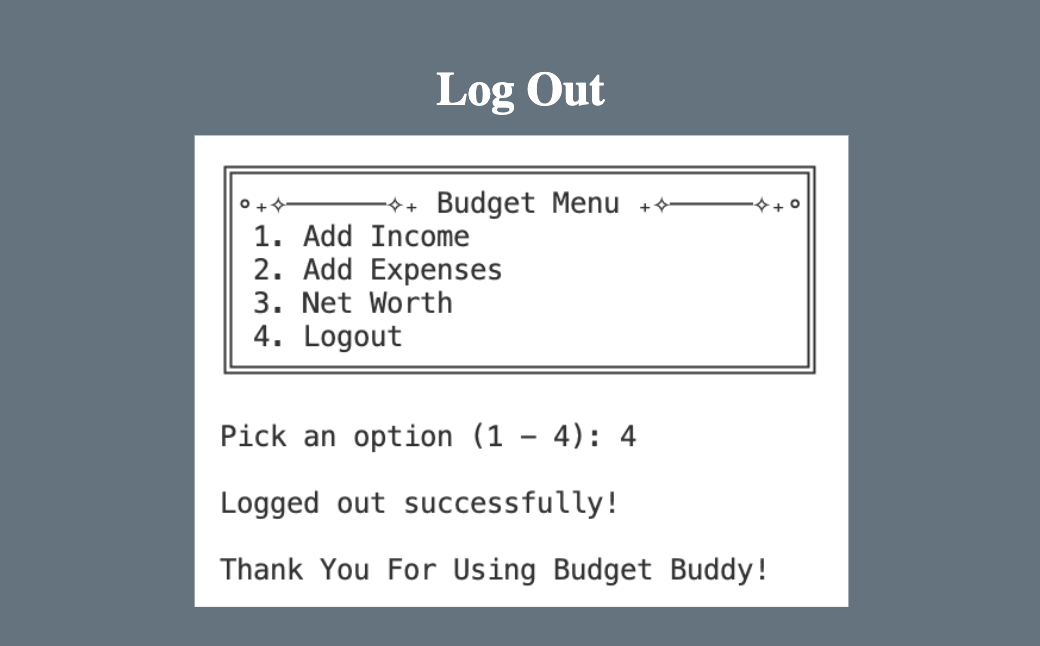 Log Out
∘₊✧──────✧₊ Budget Menu ₊✧─────✧₊∘
1. Add Income
2. Add Expenses
3. Net Worth
4. Logout
Pick an option (1 – 4): 4
Logged out successfully!
Thank You For Using Budget Buddy!